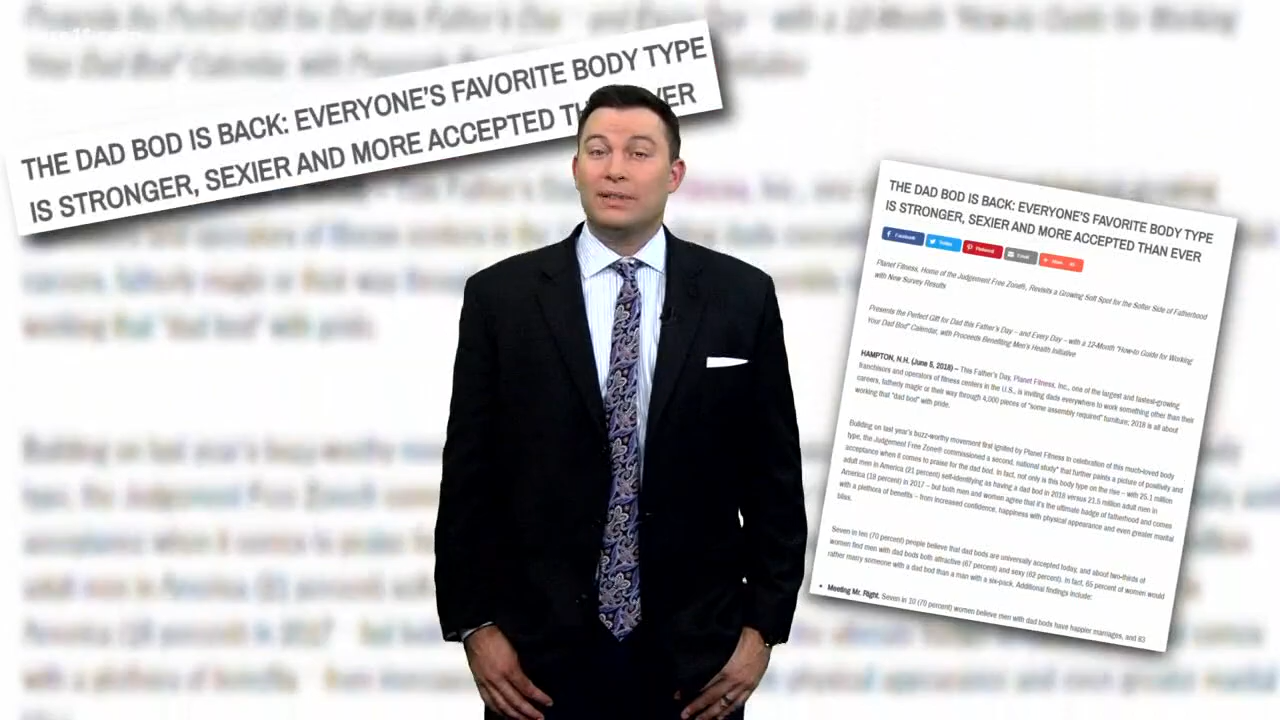 THE DAD BOD IS BACK: EVERYONE'S FAVORITE BODY TYPE
IS STRONGER, SEXIER AND MORE ACCEPTED TH VER
THE DAD BOD IS BACK: EVERYONE'S FAVORITE BODY TYPE
IS STRONGER, SEXIER AND MORE ACCEPTED THAN EVER
Facebook Twitter Pinterest Email
Planet Fitness, Home of the Judgement Free Zone®, Revisits a Growing Soft Spot for the Softer Side of Fatherhood
with New Survey Results
Presents the Perfect Gift for Dad this Father's Day – and Every Day – with a 12-Month "How-to Guide for Working
Your Dad Bod" Calendar, with Proceeds Benefiting Men's Health Initiative
HAMPTON, N.H. (June 5, 2018) – This Father's Day, Planet Fitness, Inc., one of the largest and fastest-growing
franchisors and operators of fitness centers in the U.S., is inviting dads everywhere to work something other than their
careers, fatherly magic or their way through 4,000 pieces of "some assembly required" furniture; 2018 is all about
working that "dad bod" with pride.
Building on last year's buzz-worthy movement first ignited by Planet Fitness in celebration of this much-loved body
type, the Judgement Free Zone® commissioned a second, national study* that further paints a picture of positivity and
acceptance when it comes to praise for the dad bod. In fact, not only is this body type on the rise – with 25.1 million
adult men in America (21 percent) self-identifying as having a dad bod in 2018 versus 21.5 million adult men in
America (18 percent) in 2017 – but both men and women agree that it's the ultimate badge of fatherhood and comes
with a plethora of benefits – from increased confidence, happiness with physical appearance and even greater marital
bliss.
Seven in ten (70 percent) people believe that dad bods are universally accepted today, and about two-thirds of
women find men with dad bods both attractive (67 percent) and sexy (62 percent). In fact, 65 percent of women would
rather marry someone with a dad bod than a man with a six-pack. Additional findings include:
• Meeting Mr. Right. Seven in 10 (70 percent) women believe men with dad bods have happier marriages, and 63